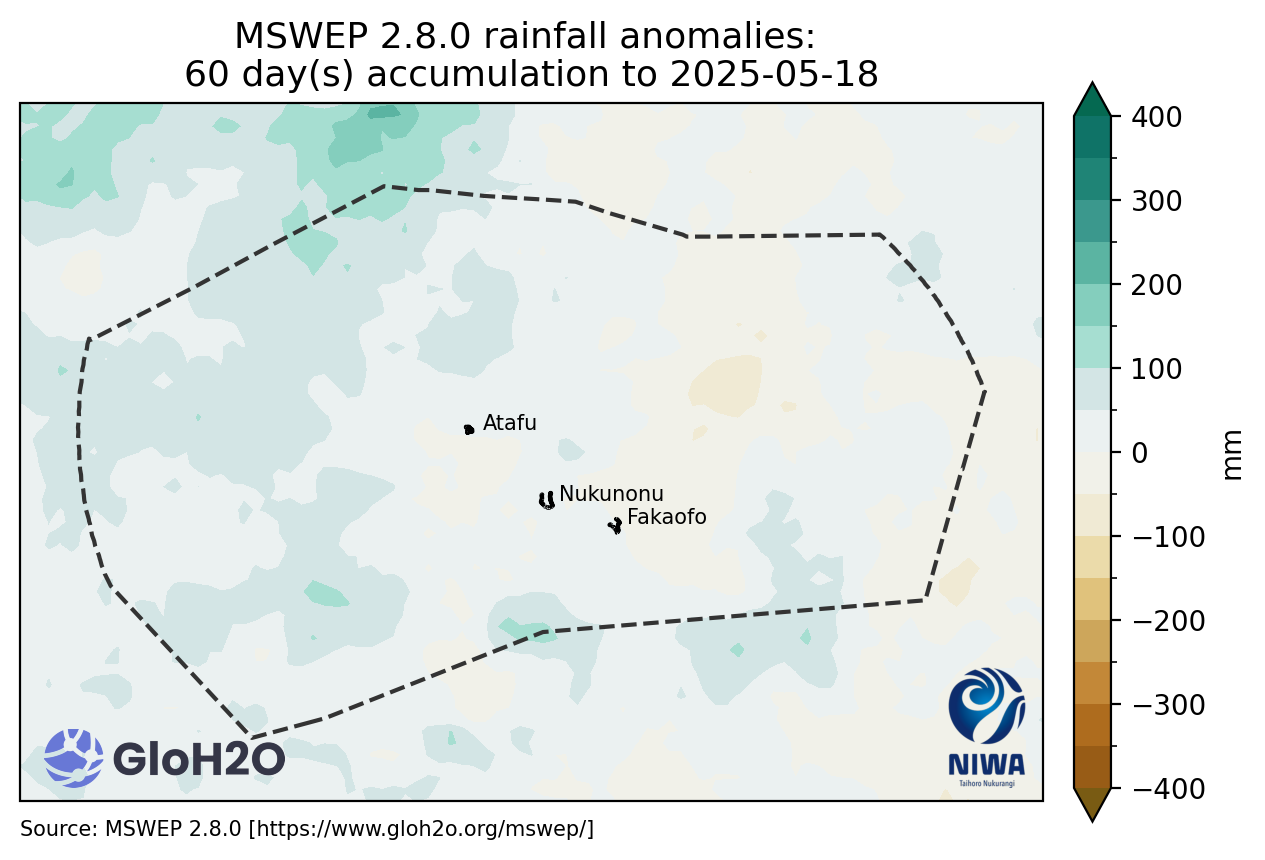 MSWEP 2.8.0 rainfall anomalies:
60 day(s) accumulation to 2025-05-18
400
300
200
100
0
−100
−200
−300
−400
mm
Atafu
Nukunonu
Fakaofo
GloH2O
NIWA
Taihoro Nukurangi
Source: MSWEP 2.8.0 [https://www.gloh2o.org/mswep/]